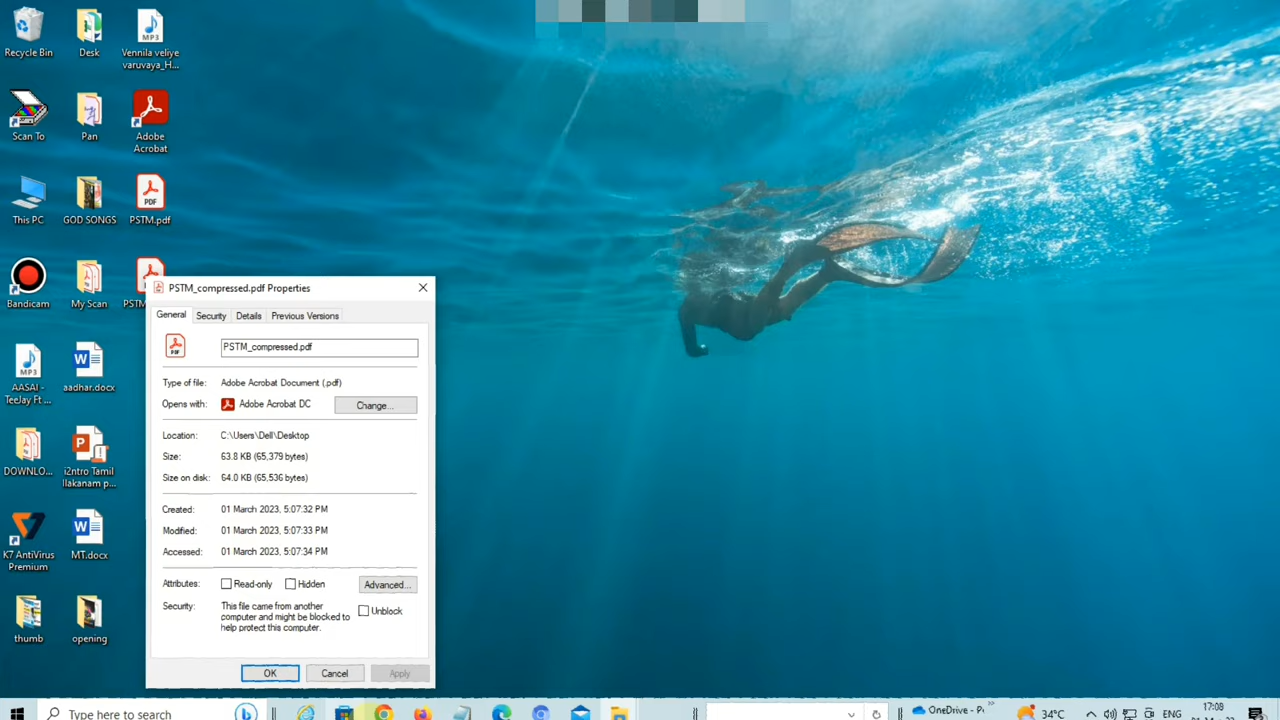 Recycle Bin
Desk
Vennila veliye
varuvaya_H...
MP3
Scan To
Pan
Adobe
Acrobat
This PC
GOD SONGS
PDF
PSTM.pdf
Bandicam
My Scan
PSTM
MP3
AASAI -
TeeJay Ft ...
aadhar.docx
DOWNLO...
i2ntro Tamil
Ilakanam p...
K7 AntiVirus
Premium
MT.docx
thumb
opening
PSTM_compressed.pdf Properties
General Security Details Previous Versions
PDF
PSTM_compressed.pdf
Type of file: Adobe Acrobat Document (.pdf)
Opens with: Adobe Acrobat DC Change...
Location: C:\Users\Dell\Desktop
Size: 63.8 KB (65,379 bytes)
Size on disk: 64.0 KB (65,536 bytes)
Created: 01 March 2023, 5:07:32 PM
Modified: 01 March 2023, 5:07:33 PM
Accessed: 01 March 2023, 5:07:34 PM
Attributes: Read-only Hidden Advanced...
Security: This file came from another
computer and might be blocked to
help protect this computer.
Unblock
OK Cancel Apply
Type here to search
OneDrive -
34°C
ENG
17:08